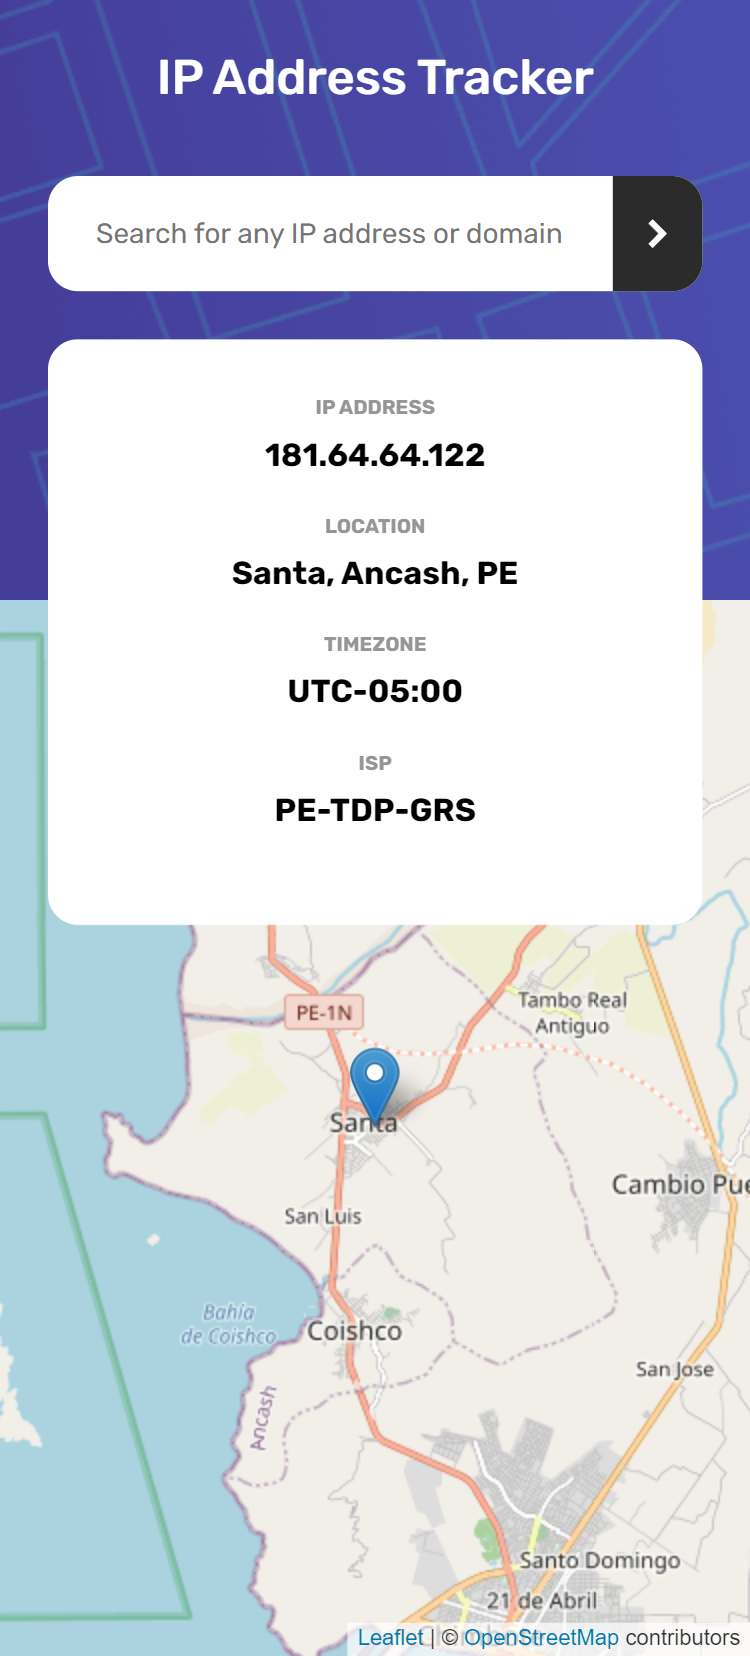 IP Address Tracker
Search for any IP address or domain
IP ADDRESS
181.64.64.122
LOCATION
Santa, Ancash, PE
TIMEZONE
UTC-05:00
ISP
PE-TDP-GRS
Tambo Real
Antiguo
PE-1N
Santa
Cambio Pue
San Luis
Bahía
de Coishco
Coishco
San Jose
Ancash
Santo Domingo
21 de Abril
Leaflet | © OpenStreetMap contributors